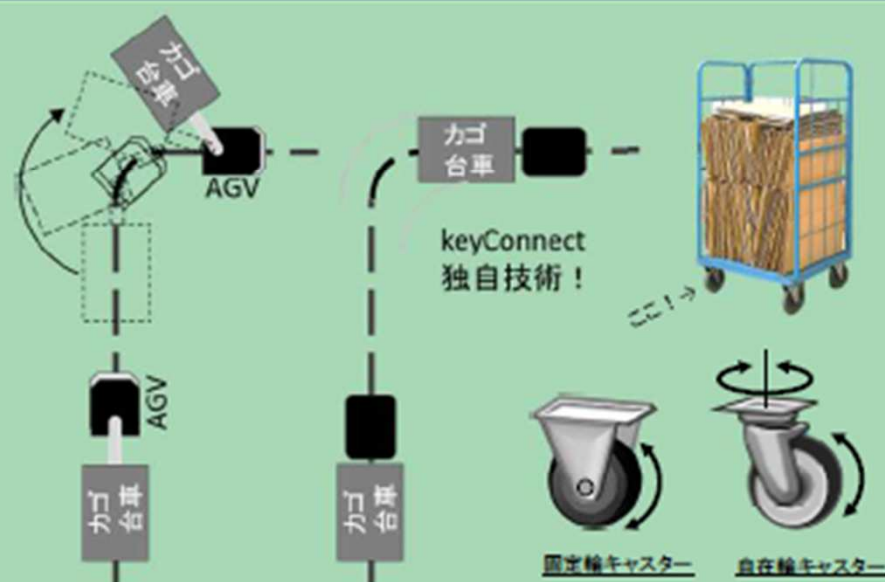 カゴ
台車
AGV
カゴ
台車
keyConnect
独自技術！
ここ！→
AGV
カゴ
台車
カゴ
台車
固定輪キャスター
自在輪キャスター